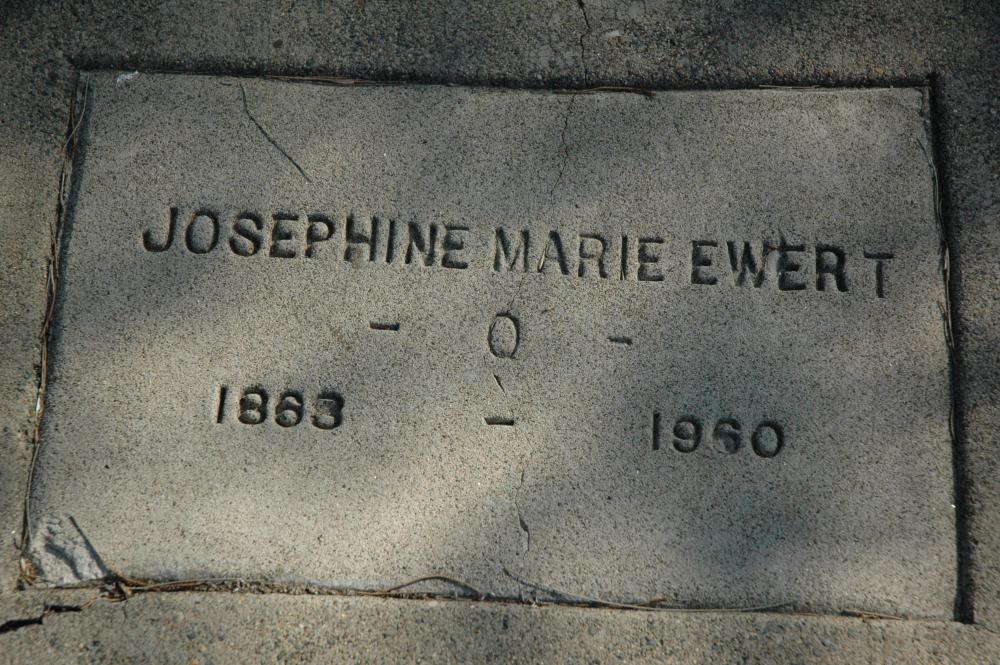 JOSEPHINE MARIE EWERT
- O -
1863 - 1960